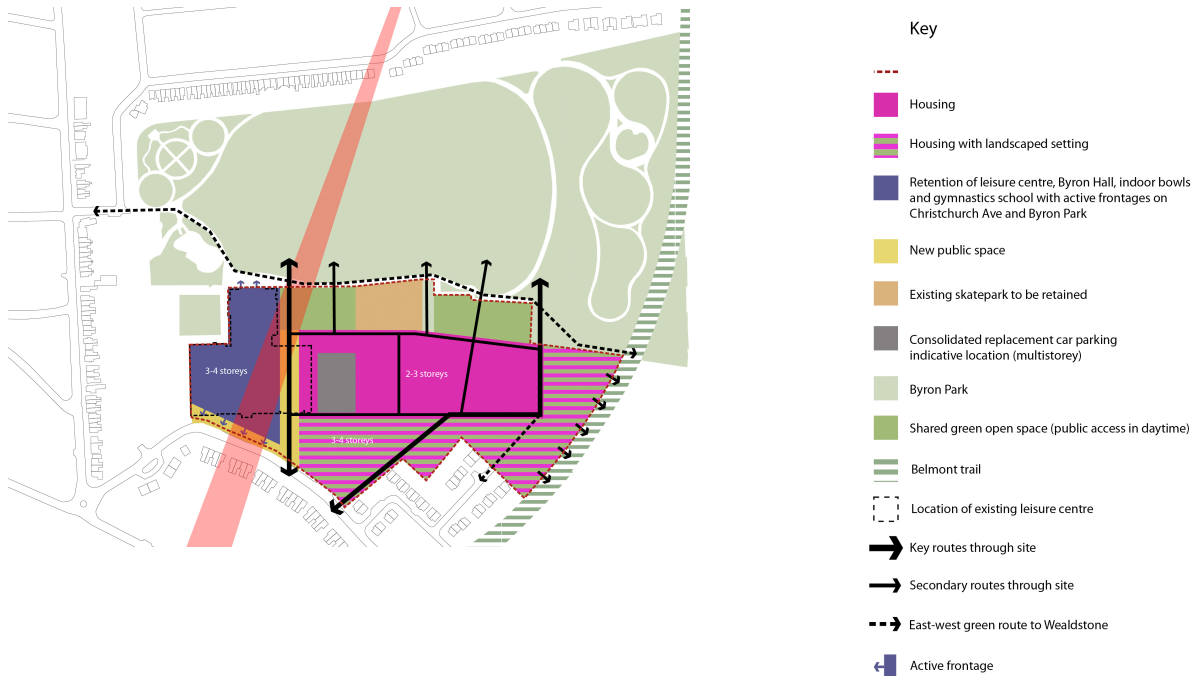 Key
Housing
Housing with landscaped setting
Retention of leisure centre, Byron Hall, indoor bowls
and gymnastics school with active frontages on
Christchurch Ave and Byron Park
New public space
Existing skatepark to be retained
Consolidated replacement car parking
indicative location (multistorey)
Byron Park
Shared green open space (public access in daytime)
Belmont trail
Location of existing leisure centre
Key routes through site
Secondary routes through site
East-west green route to Wealdstone
Active frontage
3-4 storeys
2-3 storeys
3-4 storeys